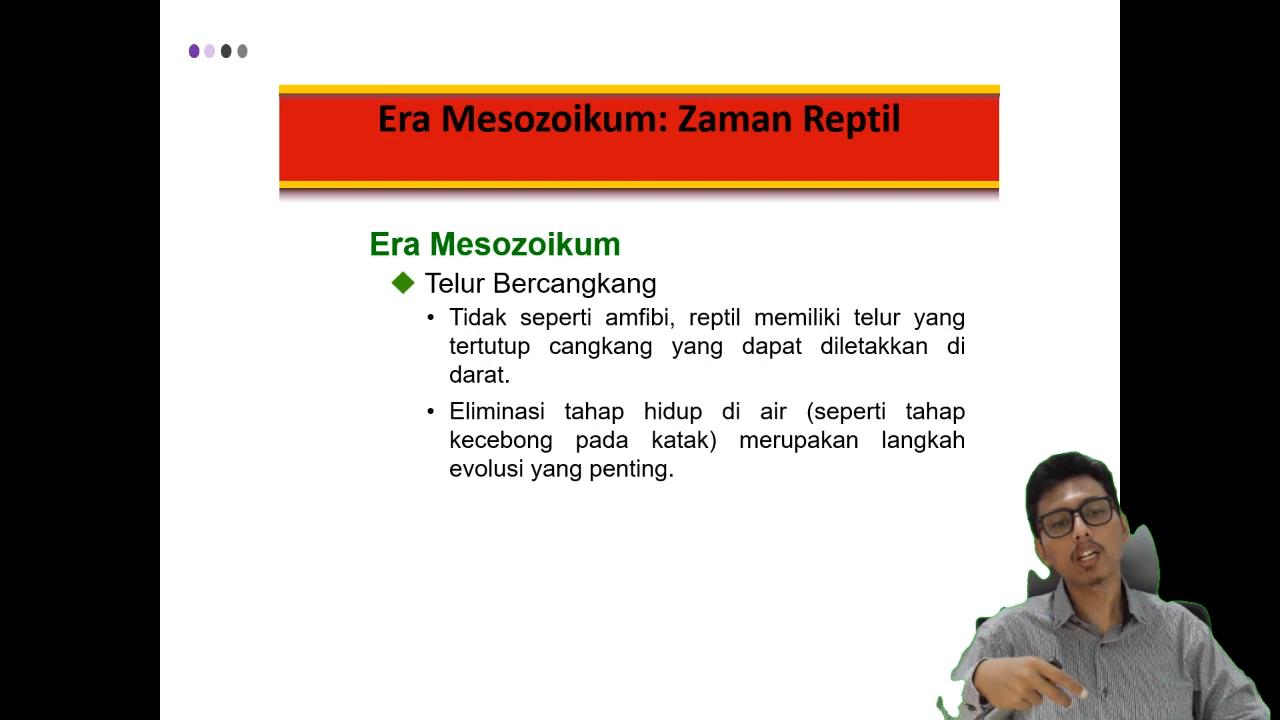 Era Mesozoikum: Zaman Reptil
Era Mesozoikum
Telur Bercangkang
• Tidak seperti amfibi, reptil memiliki telur yang
tertutup cangkang yang dapat diletakkan di
darat.
• Eliminasi tahap hidup di air (seperti tahap
kecebong pada katak) merupakan langkah
evolusi yang penting.